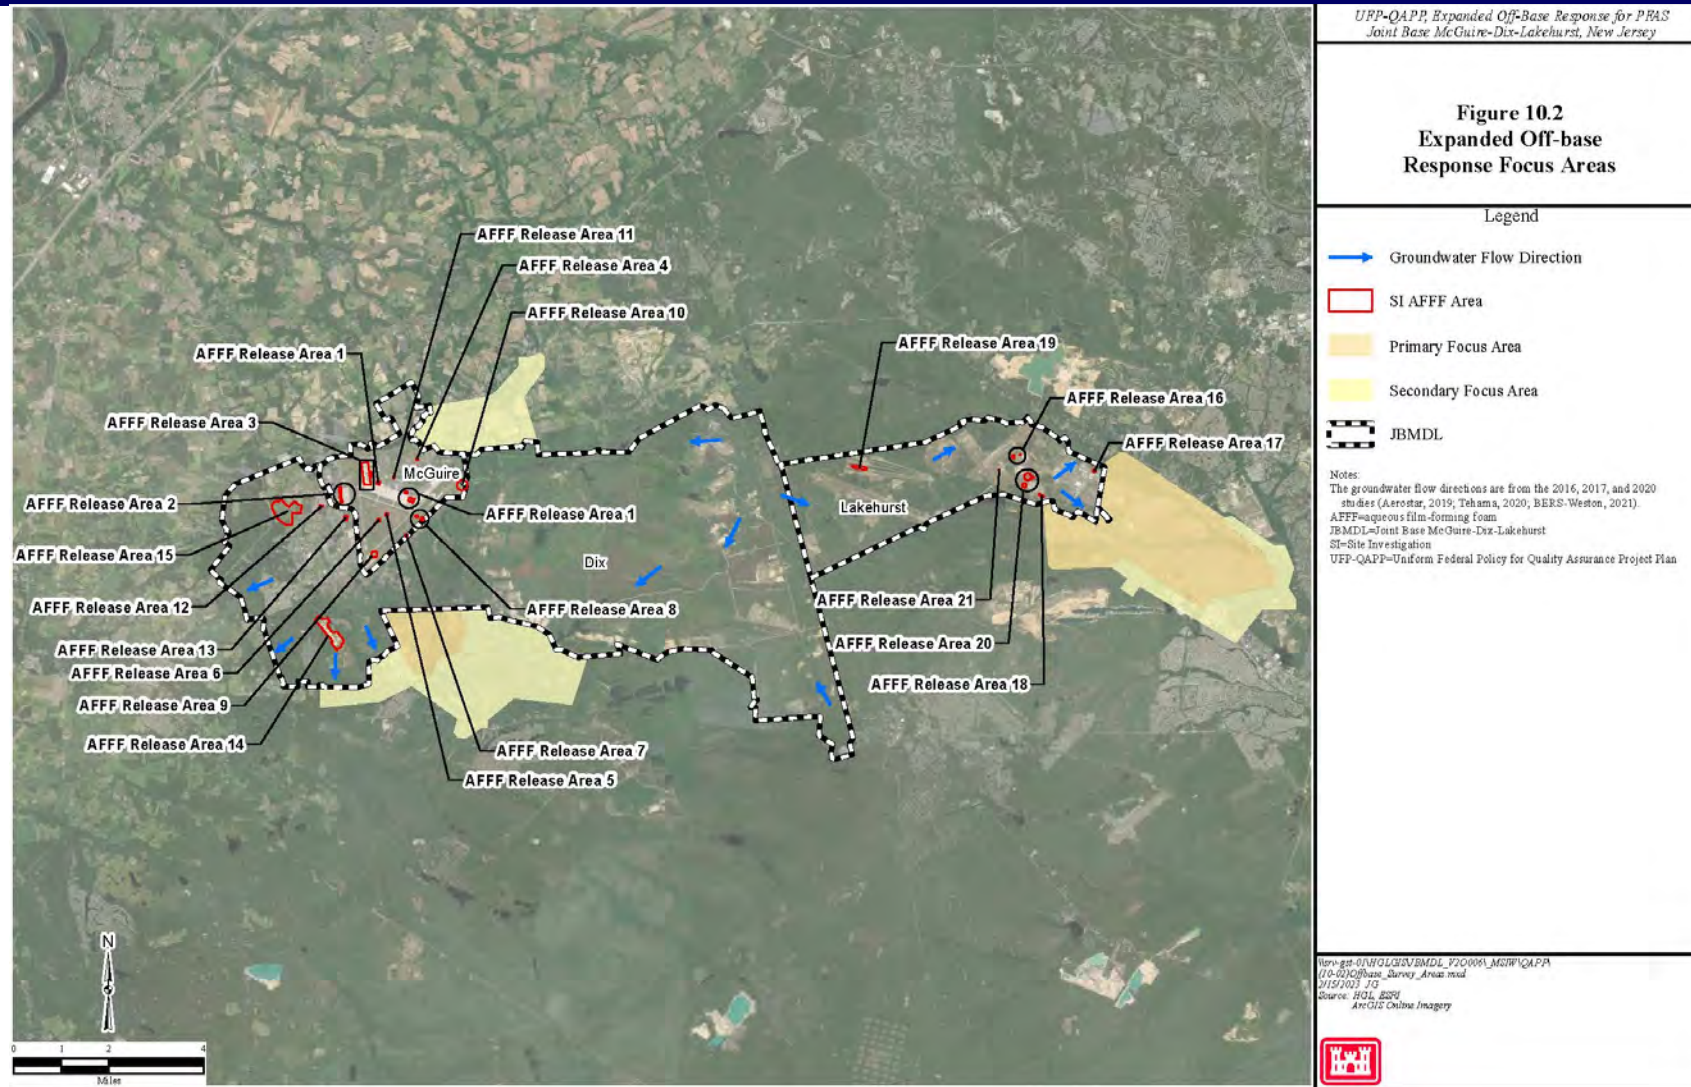 UFP-QAPP, Expanded Off-Base Response for PFAS
Joint Base McGuire-Dix-Lakehurst, New Jersey
Figure 10.2
Expanded Off-base
Response Focus Areas
Legend
Groundwater Flow Direction
SI AFFF Area
Primary Focus Area
Secondary Focus Area
JBMDL
Notes:
The groundwater flow directions are from the 2016, 2017, and 2020
studies (Aerostar, 2019; Tehama, 2020; BERS-Weston, 2021).
AFFF=aqueous film-forming foam
JBMDL=Joint Base McGuire-Dix-Lakehurst
SI=Site Investigation
UFP-QAPP=Uniform Federal Policy for Quality Assurance Project Plan
AFFF Release Area 11
AFFF Release Area 4
AFFF Release Area 10
AFFF Release Area 1
AFFF Release Area 19
AFFF Release Area 16
AFFF Release Area 3
AFFF Release Area 17
McGuire
AFFF Release Area 2
AFFF Release Area 1
Lakehurst
AFFF Release Area 15
Dix
AFFF Release Area 12
AFFF Release Area 8
AFFF Release Area 21
AFFF Release Area 13
AFFF Release Area 20
AFFF Release Area 6
AFFF Release Area 18
AFFF Release Area 9
AFFF Release Area 14
AFFF Release Area 7
AFFF Release Area 5
N
0 1 2 4
Miles
(10-02)Offbase_Survey_Areas.mxd
2/15/2023 JG
Source: HGL, ESRI
ArcGIS Online Imagery